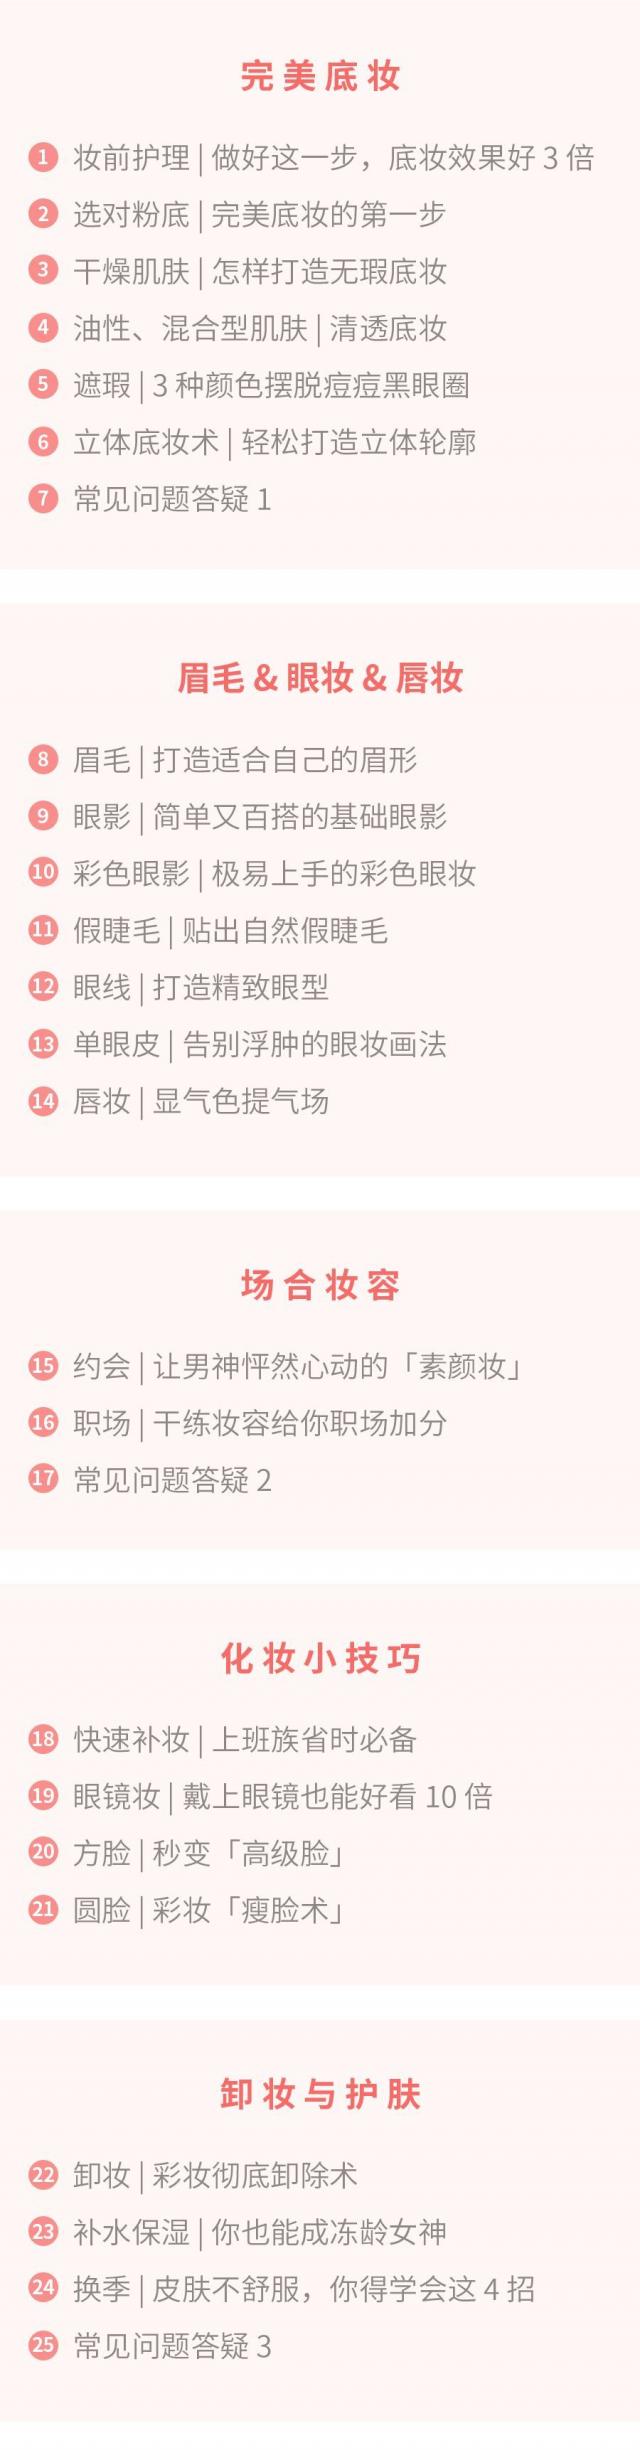 完美底妆
1 妆前护理 | 做好这一步，底妆效果好 3 倍
2 选对粉底 | 完美底妆的第一步
3 干燥肌肤 | 怎样打造无瑕底妆
4 油性、混合型肌肤 | 清透底妆
5 遮瑕 | 3 种颜色摆脱痘痘黑眼圈
6 立体底妆术 | 轻松打造立体轮廓
7 常见问题答疑 1
眉毛 & 眼妆 & 唇妆
8 眉毛 | 打造适合自己的眉形
9 眼影 | 简单又百搭的基础眼影
10 彩色眼影 | 极易上手的彩色眼妆
11 假睫毛 | 贴出自然假睫毛
12 眼线 | 打造精致眼型
13 单眼皮 | 告别浮肿的眼妆画法
14 唇妆 | 显气色提气场
场合妆容
15 约会 | 让男神怦然心动的「素颜妆」
16 职场 | 干练妆容给你职场加分
17 常见问题答疑 2
化妆小技巧
18 快速补妆 | 上班族省时必备
19 眼镜妆 | 戴上眼镜也能好看 10 倍
20 方脸 | 秒变「高级脸」
21 圆脸 | 彩妆「瘦脸术」
卸妆与护肤
22 卸妆 | 彩妆彻底卸除术
23 补水保湿 | 你也能成冻龄女神
24 换季 | 皮肤不舒服，你得学会这 4 招
25 常见问题答疑 3